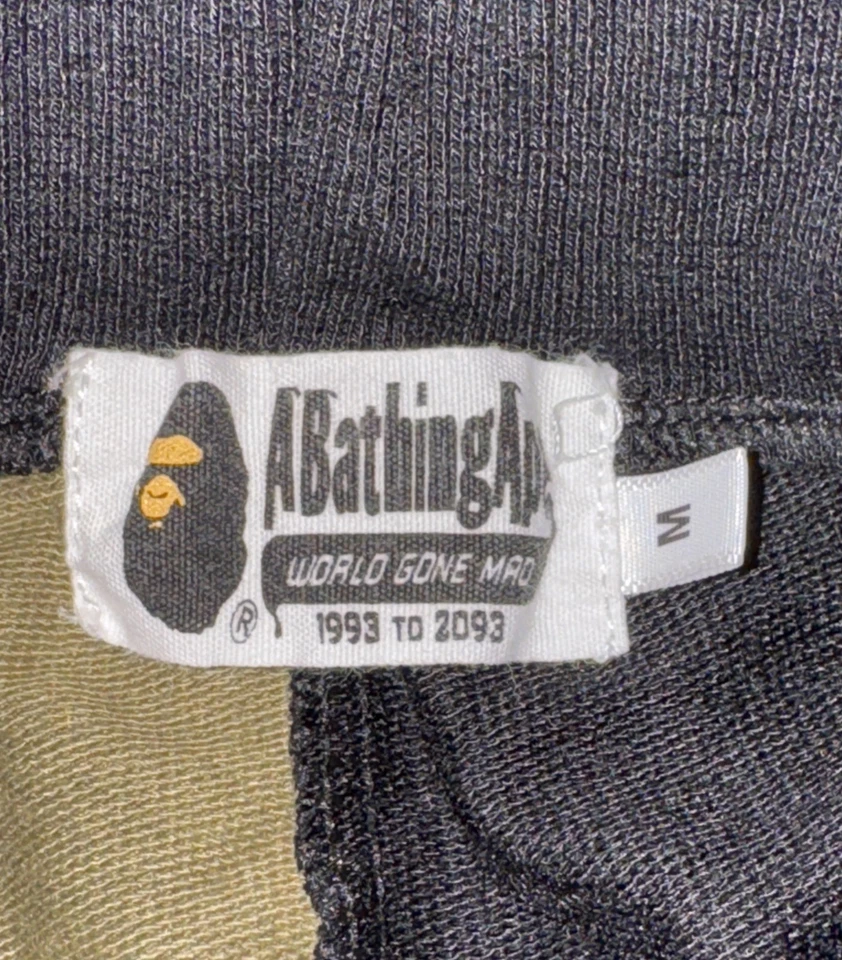 ABathingAp
WORLD GONE MAD
1993 TO 2093
®
M